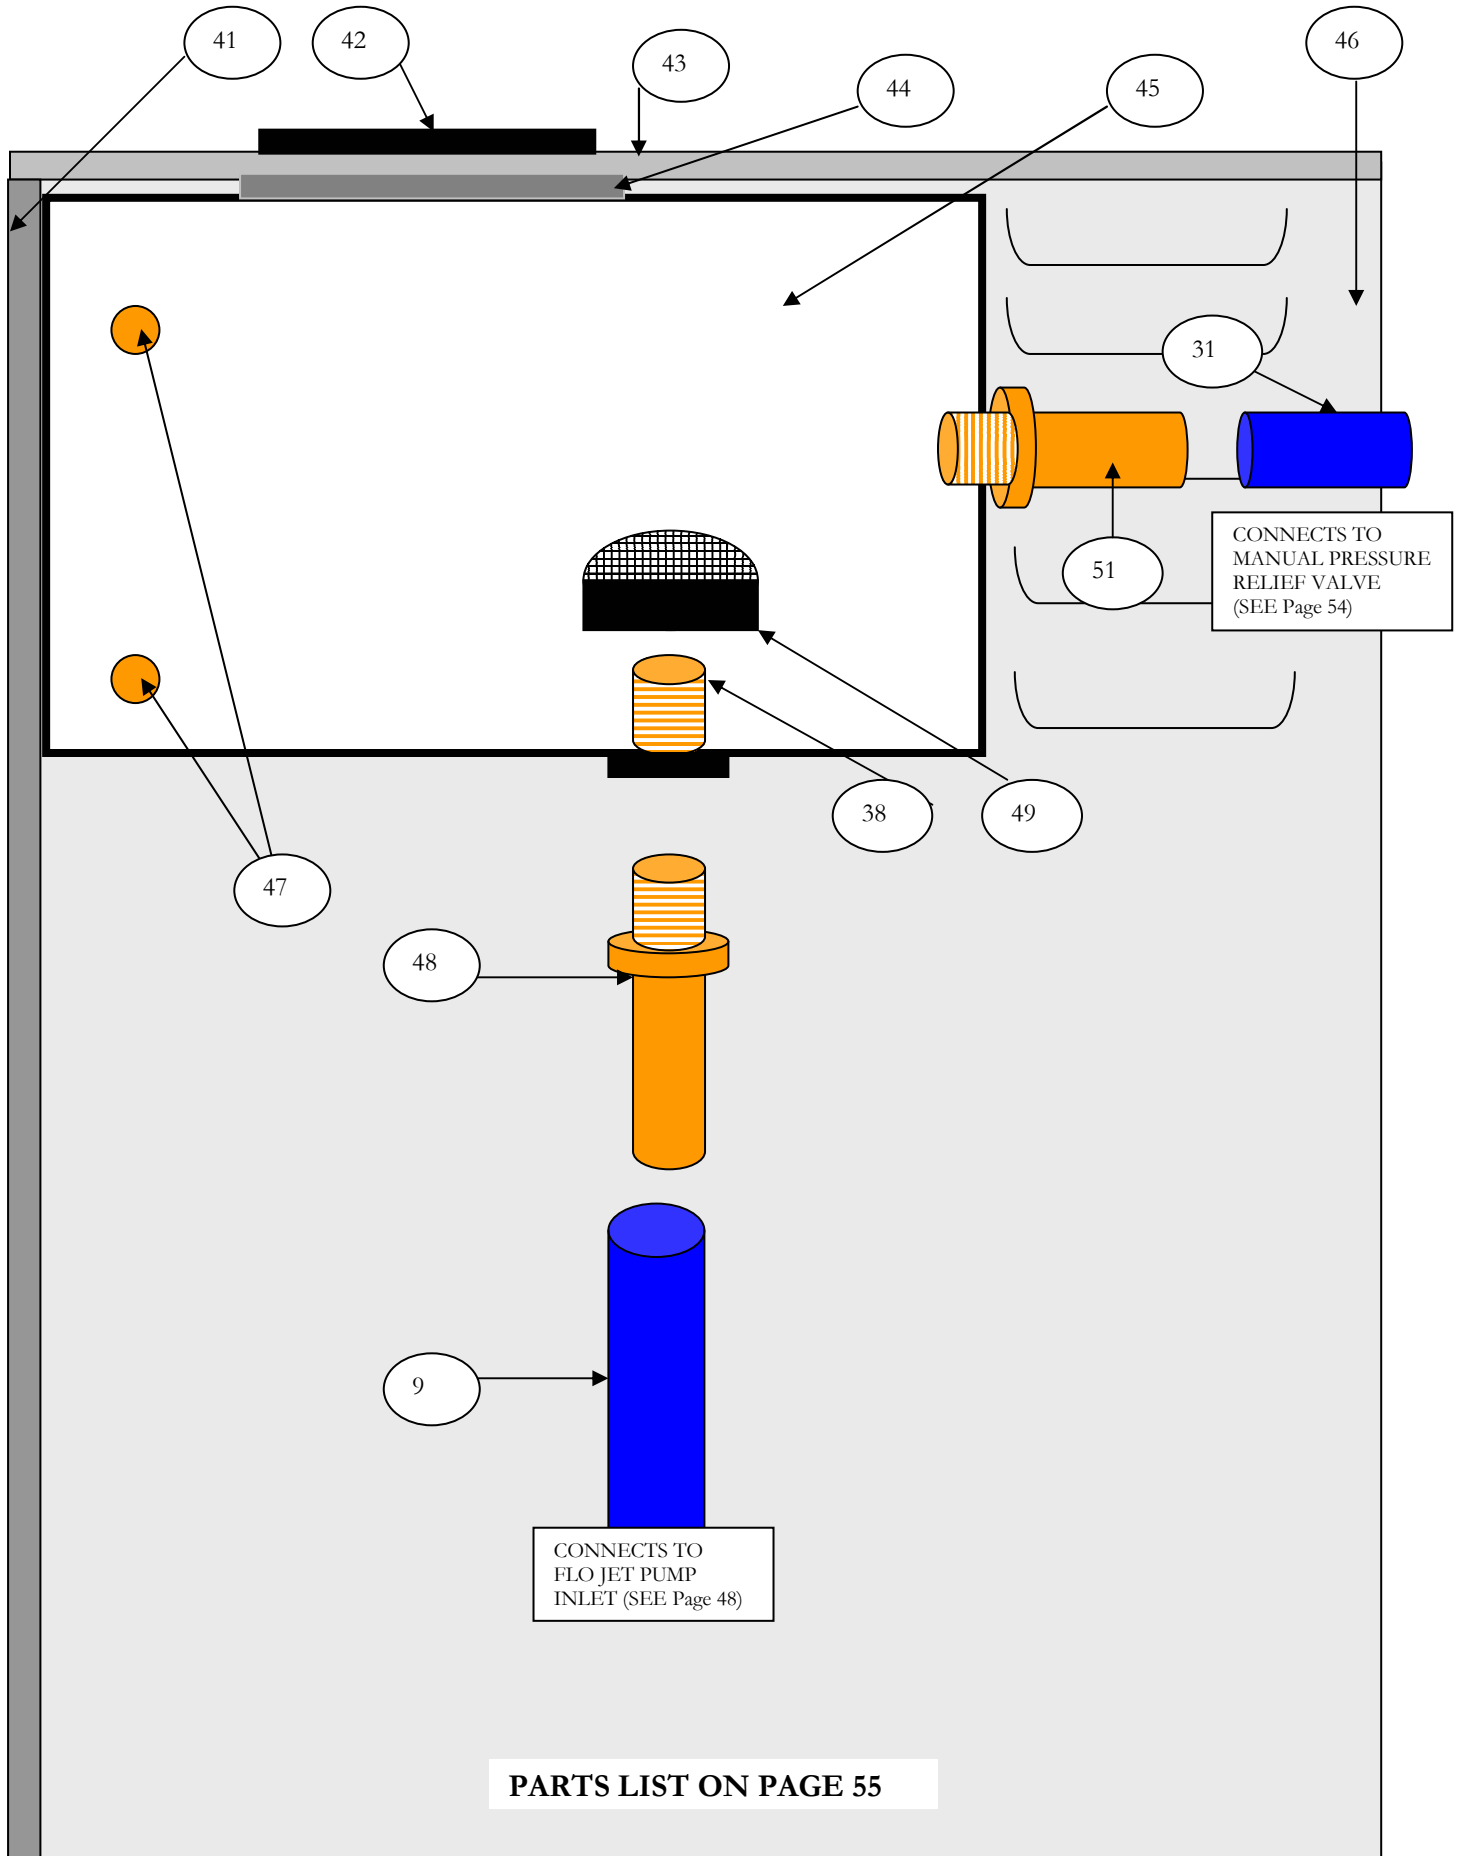 41
42
43
44
45
46
31
CONNECTS TO
MANUAL PRESSURE
RELIEF VALVE
(SEE Page 54)
51
38
49
47
48
9
CONNECTS TO
FLO JET PUMP
INLET (SEE Page 48)
PARTS LIST ON PAGE 55